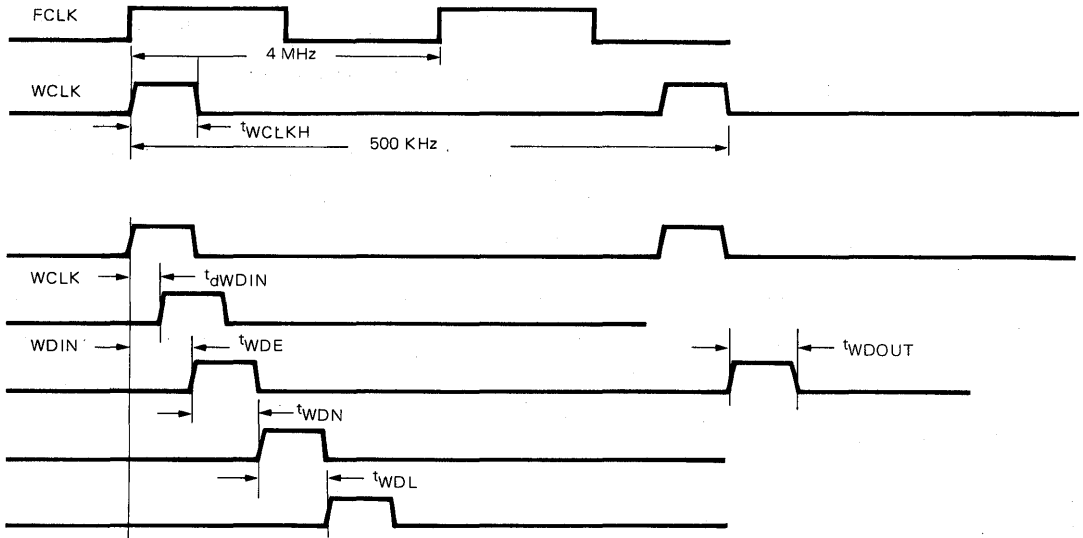 FCLK
4 MHz
WCLK
tWCLKH
500 KHz
WCLK
tdWDIN
WDIN
tWDE
tWDOUT
tWDN
tWDL